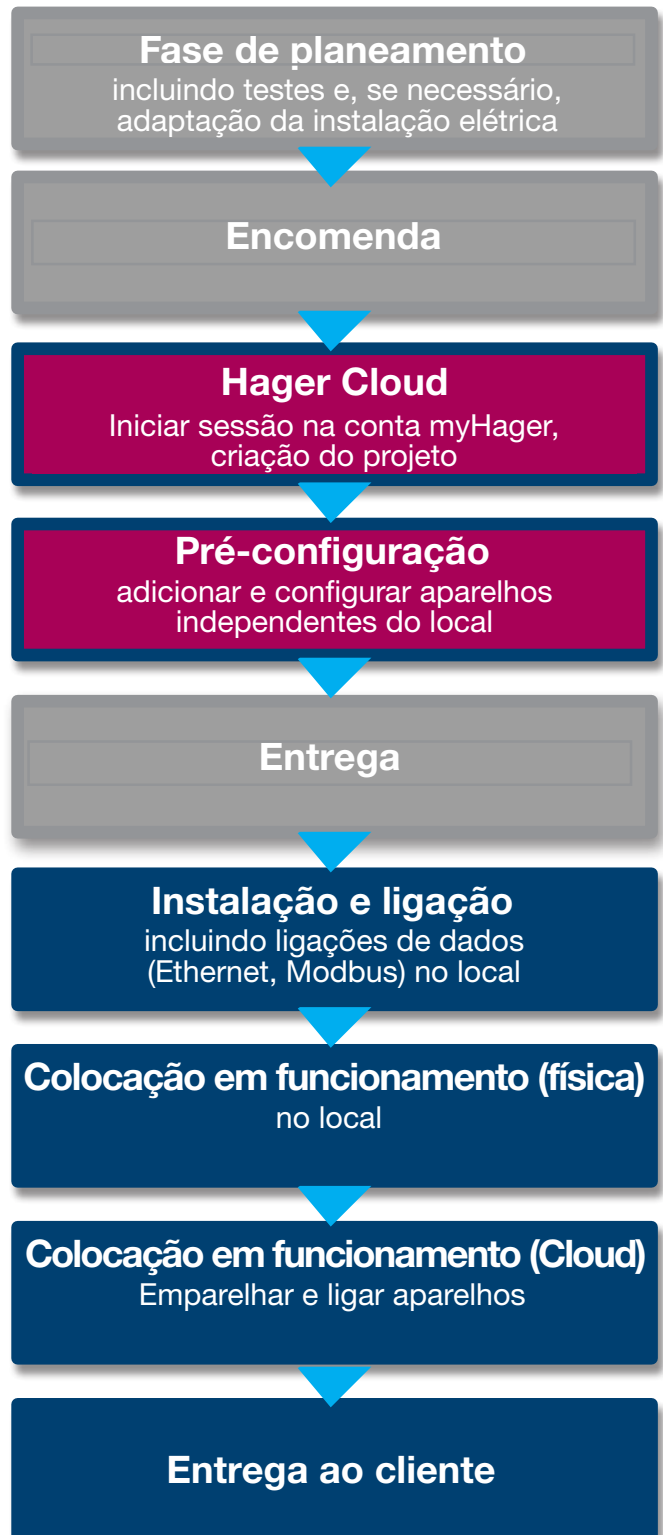 Fase de planeamento
incluindo testes e, se necessário,
adaptação da instalação elétrica
Encomenda
Hager Cloud
Iniciar sessão na conta myHager,
criação do projeto
Pré-configuração
adicionar e configurar aparelhos
independentes do local
Entrega
Instalação e ligação
incluindo ligações de dados
(Ethernet, Modbus) no local
Colocação em funcionamento (física)
no local
Colocação em funcionamento (Cloud)
Emparelhar e ligar aparelhos
Entrega ao cliente